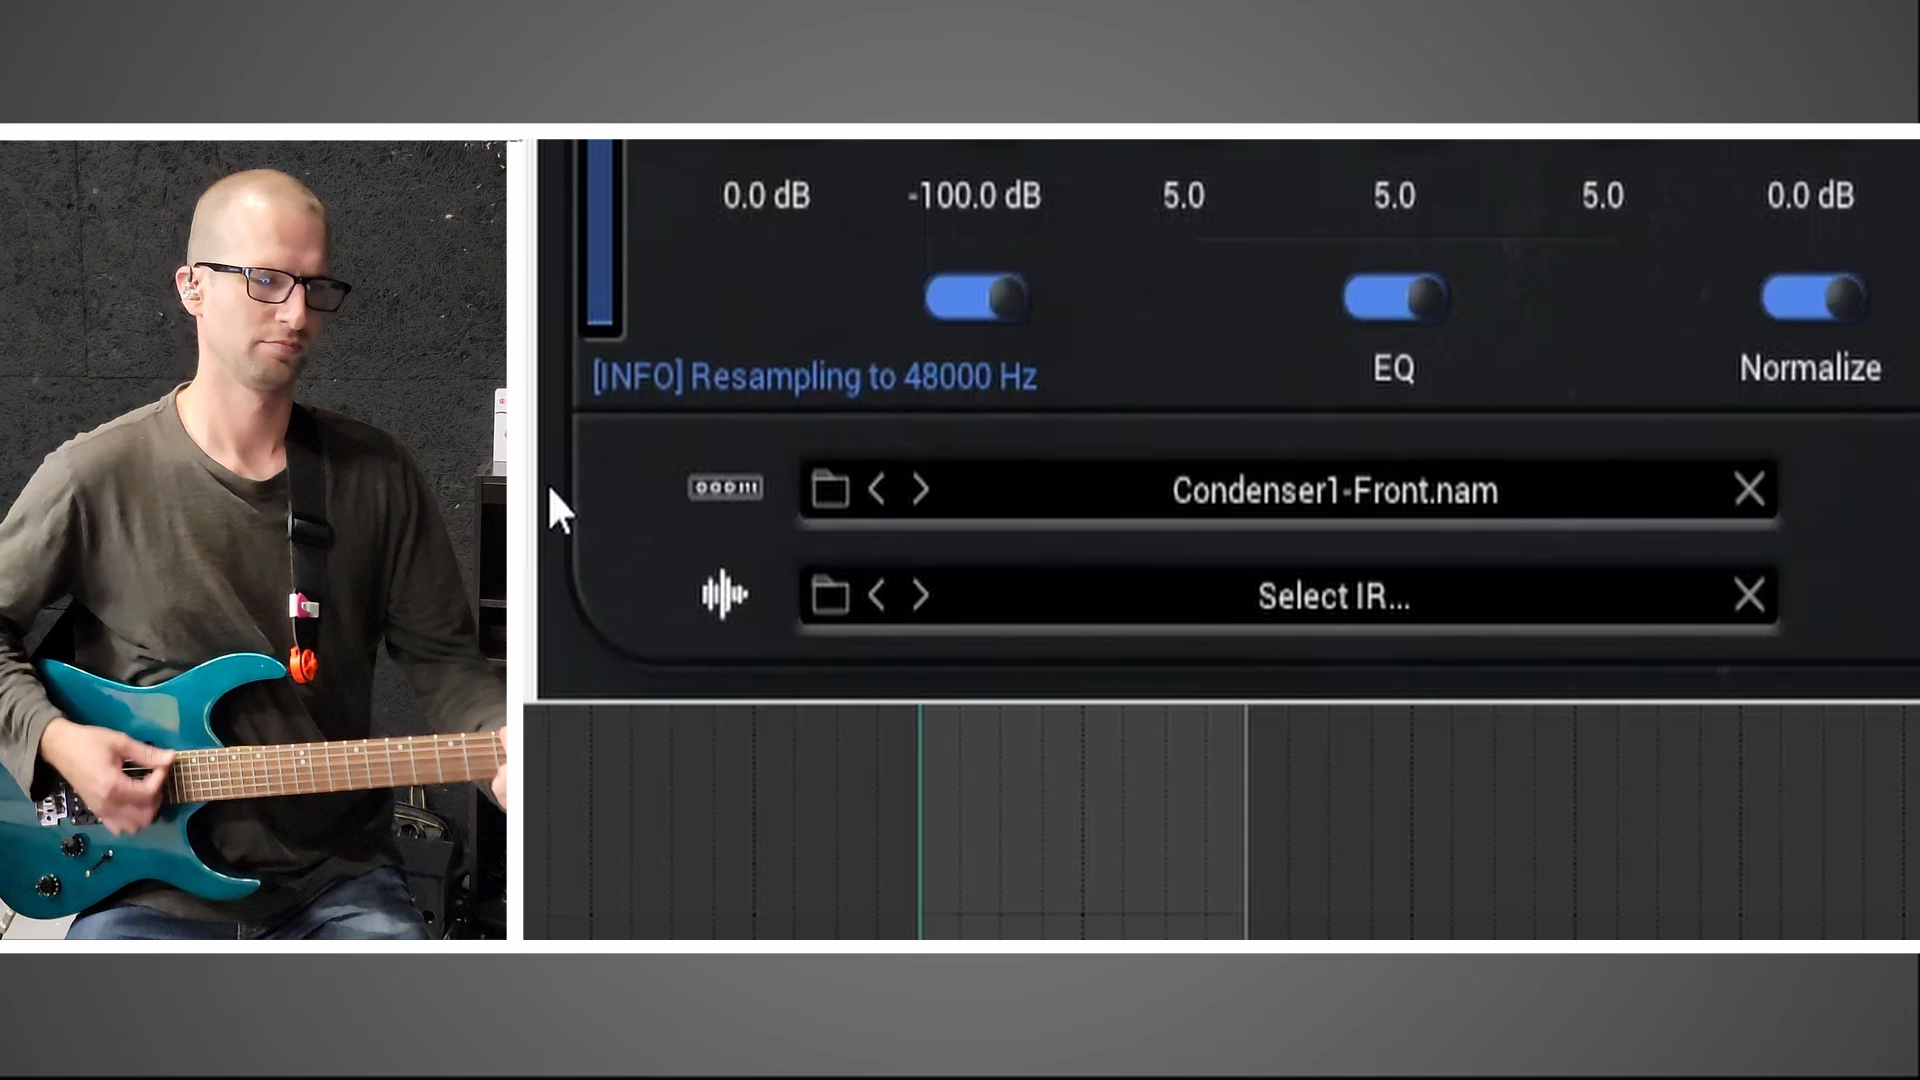 0.0 dB -100.0 dB 5.0 5.0 5.0 0.0 dB
[INFO] Resampling to 48000 Hz
EQ
Normalize
Condenser1-Front.nam
Select IR...